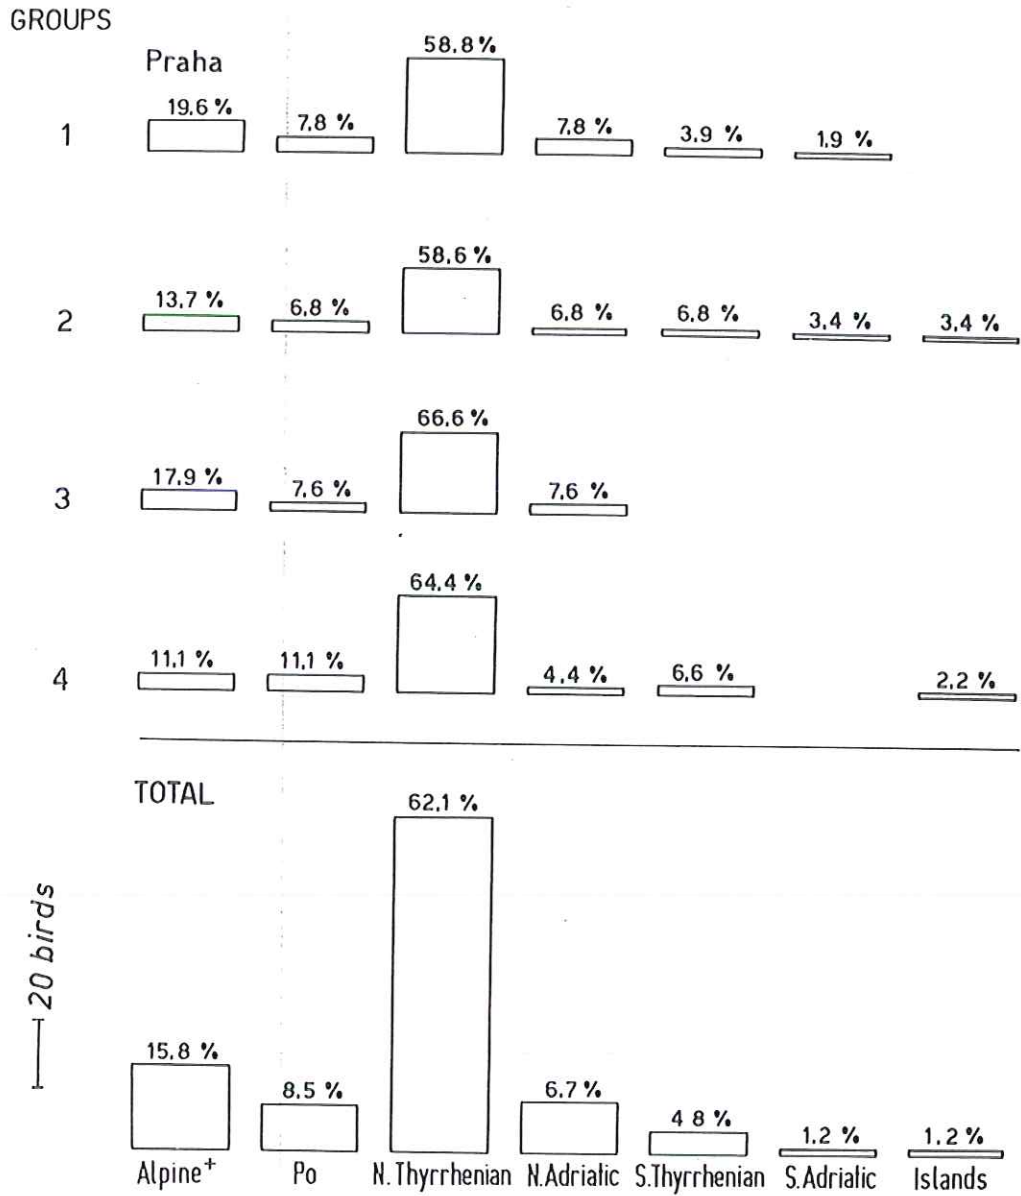 GROUPS
Praha
1
19.6 % 7.8 % 58.8 % 7.8 % 3.9 % 1.9 %
2
13.7 % 6.8 % 58.6 % 6.8 % 6.8 % 3.4 % 3.4 %
3
17.9 % 7.6 % 66.6 % 7.6 %
4
11.1 % 11.1 % 64.4 % 4.4 % 6.6 % 2.2 %
TOTAL
20 birds
15.8 % 8.5 % 62.1 % 6.7 % 4 8 % 1.2 % 1.2 %
Alpine+ Po N. Thyrrhenian N.Adriatic S.Thyrrhenian S.Adriatic Islands